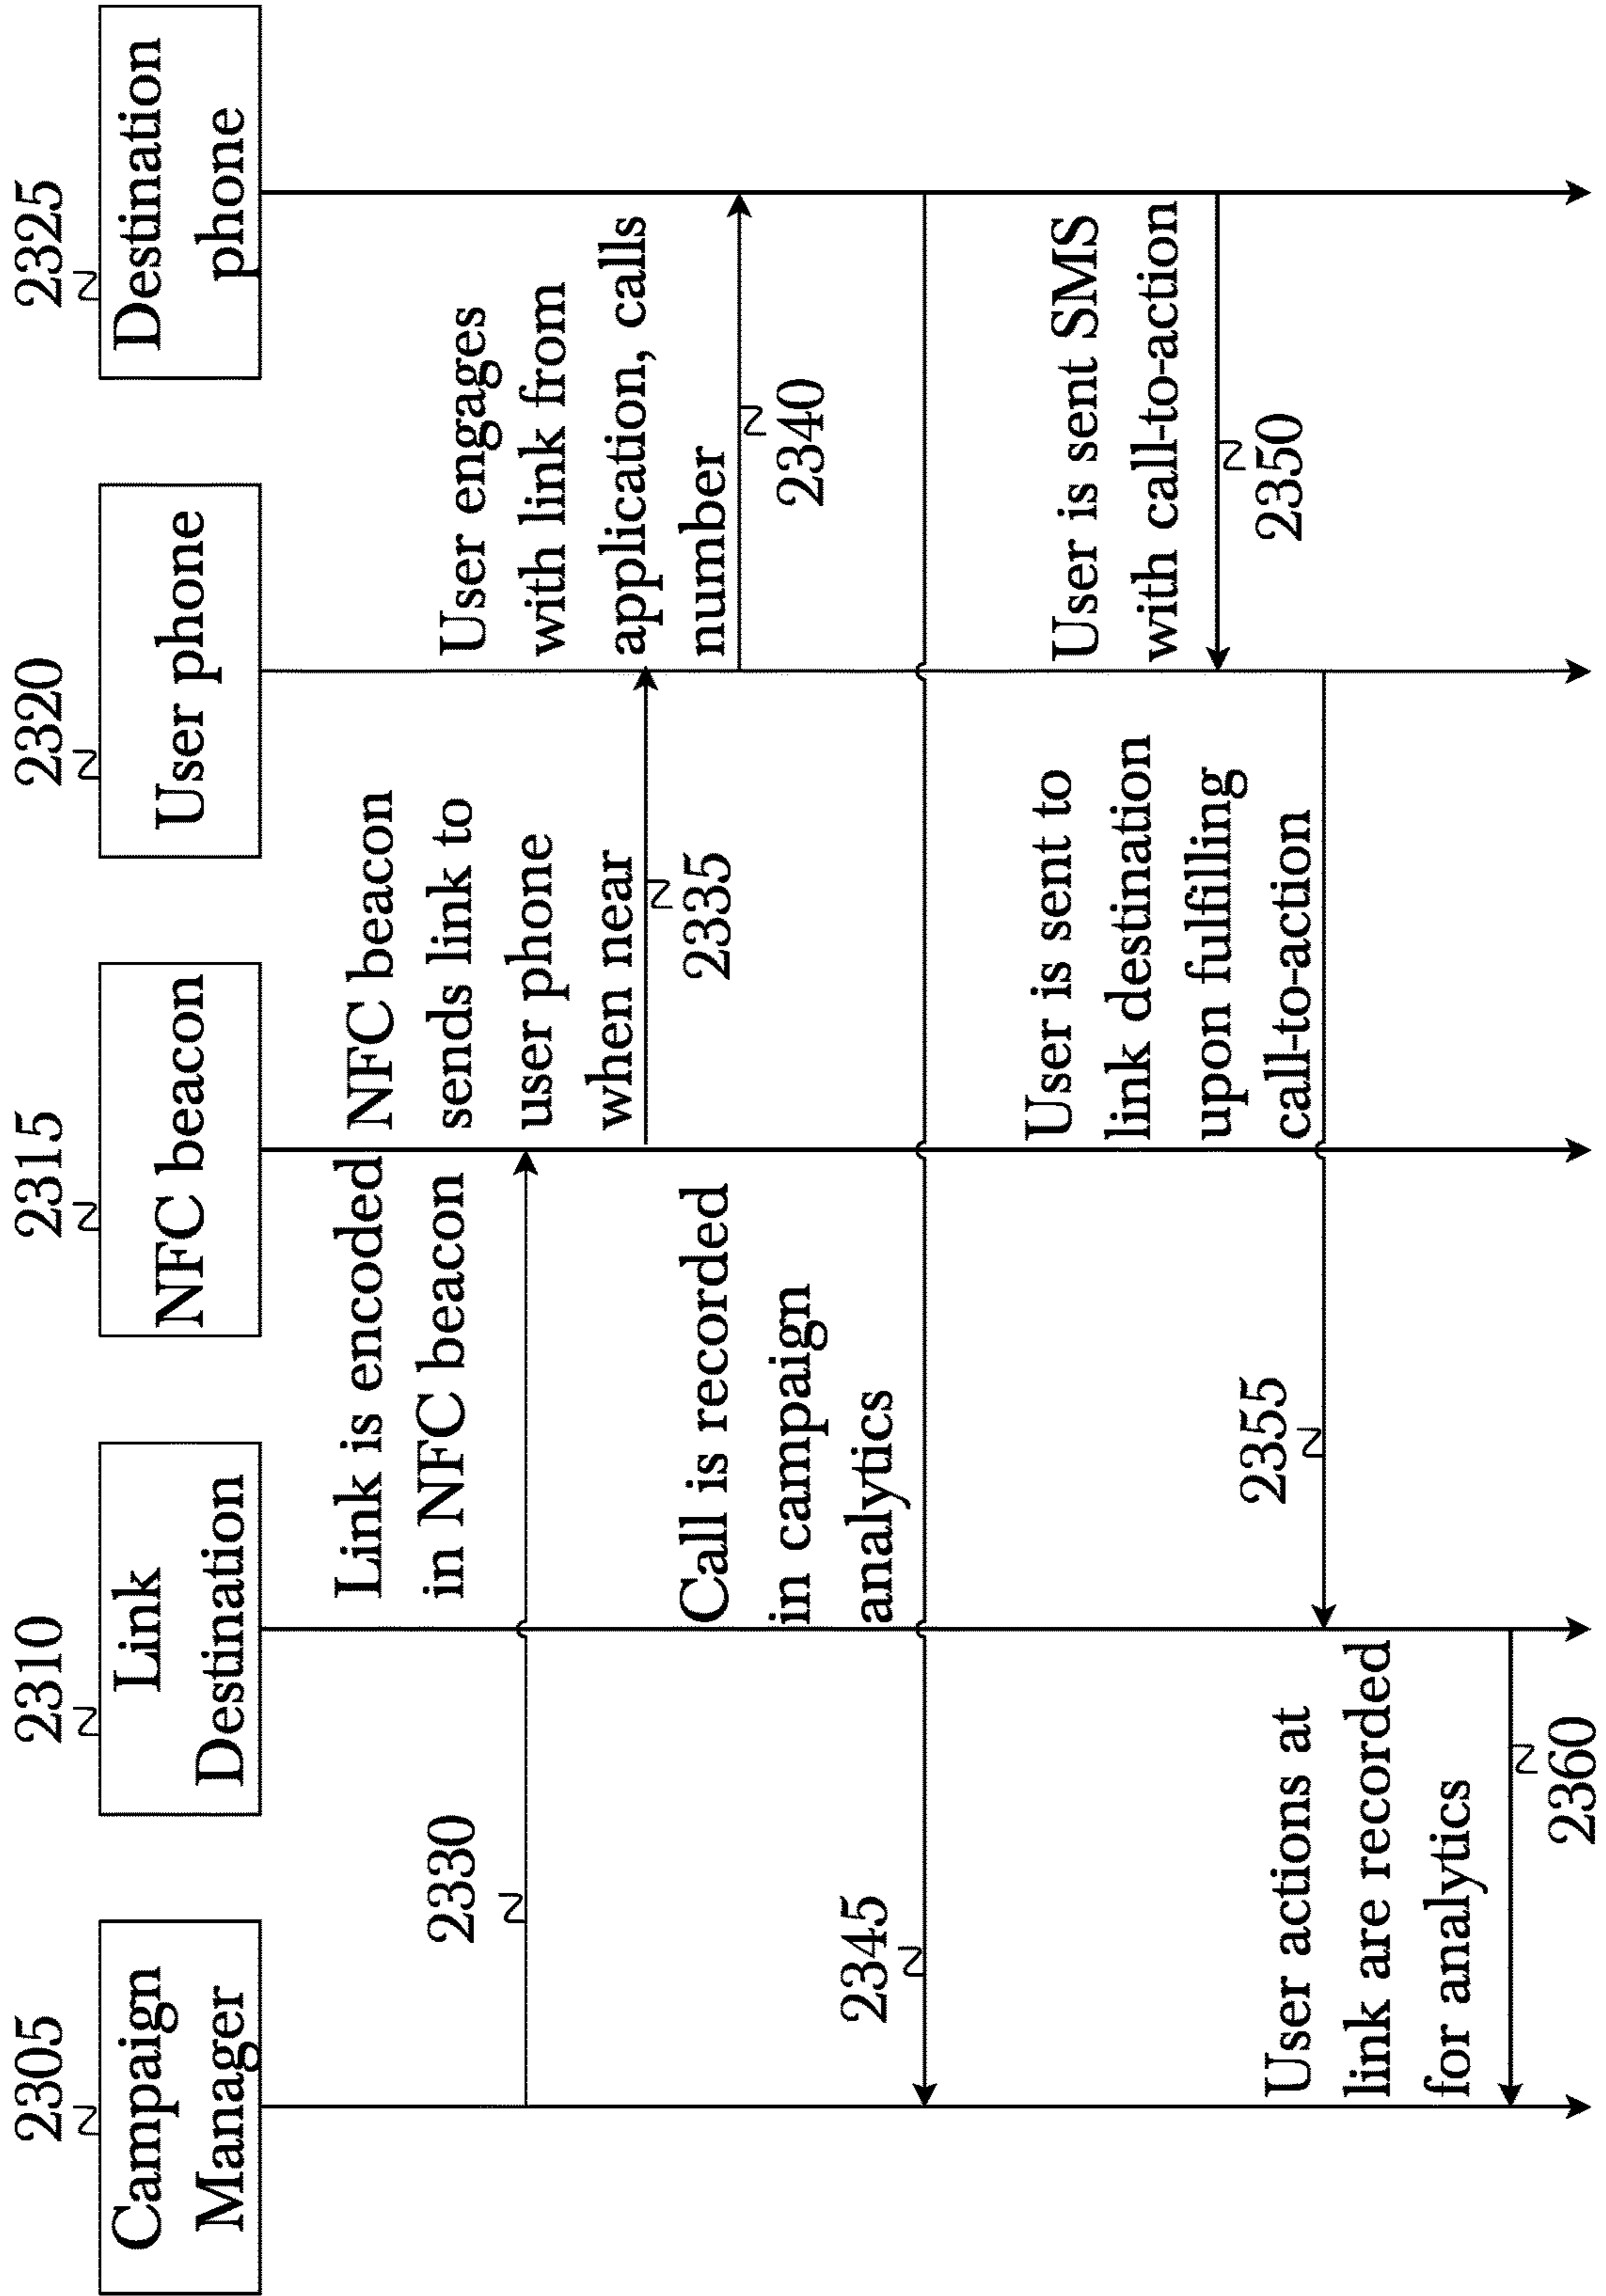 2305
Campaign
Manager
2310
Link
Destination
2315
NFC beacon
2320
User phone
2325
Destination
phone
Link is encoded
in NFC beacon
2330
NFC beacon
sends link to
user phone
when near
2335
User engages
with link from
application, calls
number
2340
Call is recorded
in campaign
analytics
2345
User is sent SMS
with call-to-action
2350
User is sent to
link destination
upon fulfilling
call-to-action
2355
User actions at
link are recorded
for analytics
2360